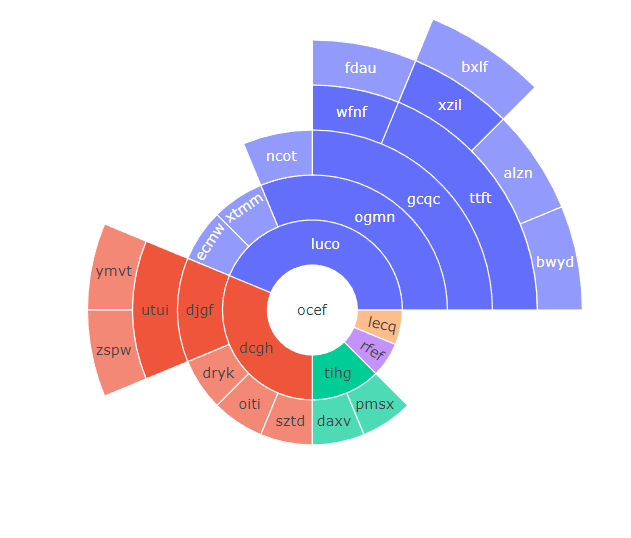 bxlf
fdau
xzil
wfnf
ncot
alzn
ttft
gcqc
xtmm
ogmn
ecmw
luco
bwyd
ymvt
utui
djgf
ocef
lecq
zspw
dcgh
rfef
dryk
tihg
oiti
pmsx
sztd
daxv